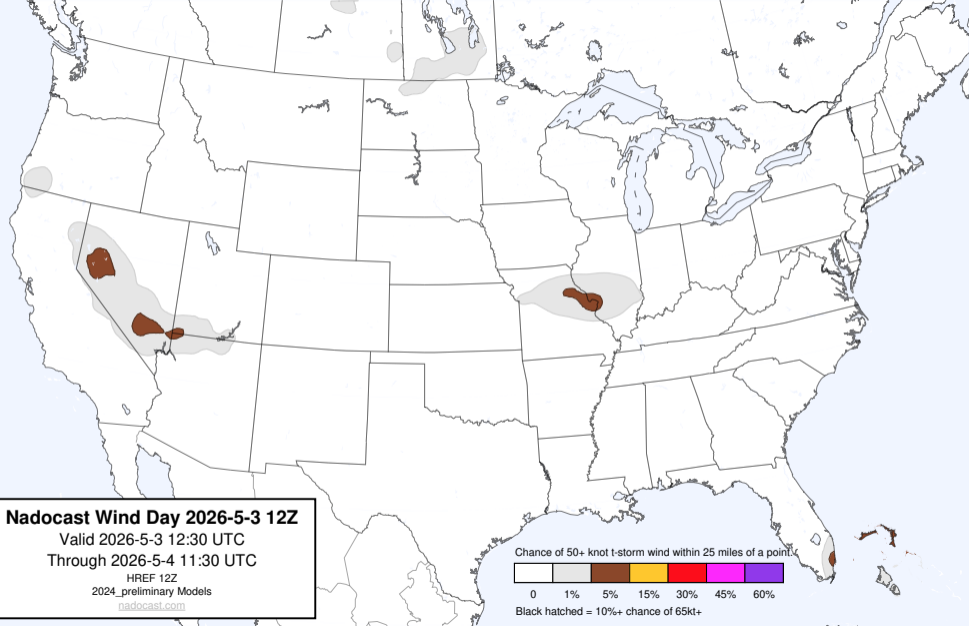 Nadocast Wind Day 2026-5-3 12Z
Valid 2026-5-3 12:30 UTC
Through 2026-5-4 11:30 UTC
HREF 12Z
2024_preliminary Models
nadocast.com
Chance of 50+ knot t-storm wind within 25 miles of a point.
0 1% 5% 15% 30% 45% 60%
Black hatched = 10%+ chance of 65kt+